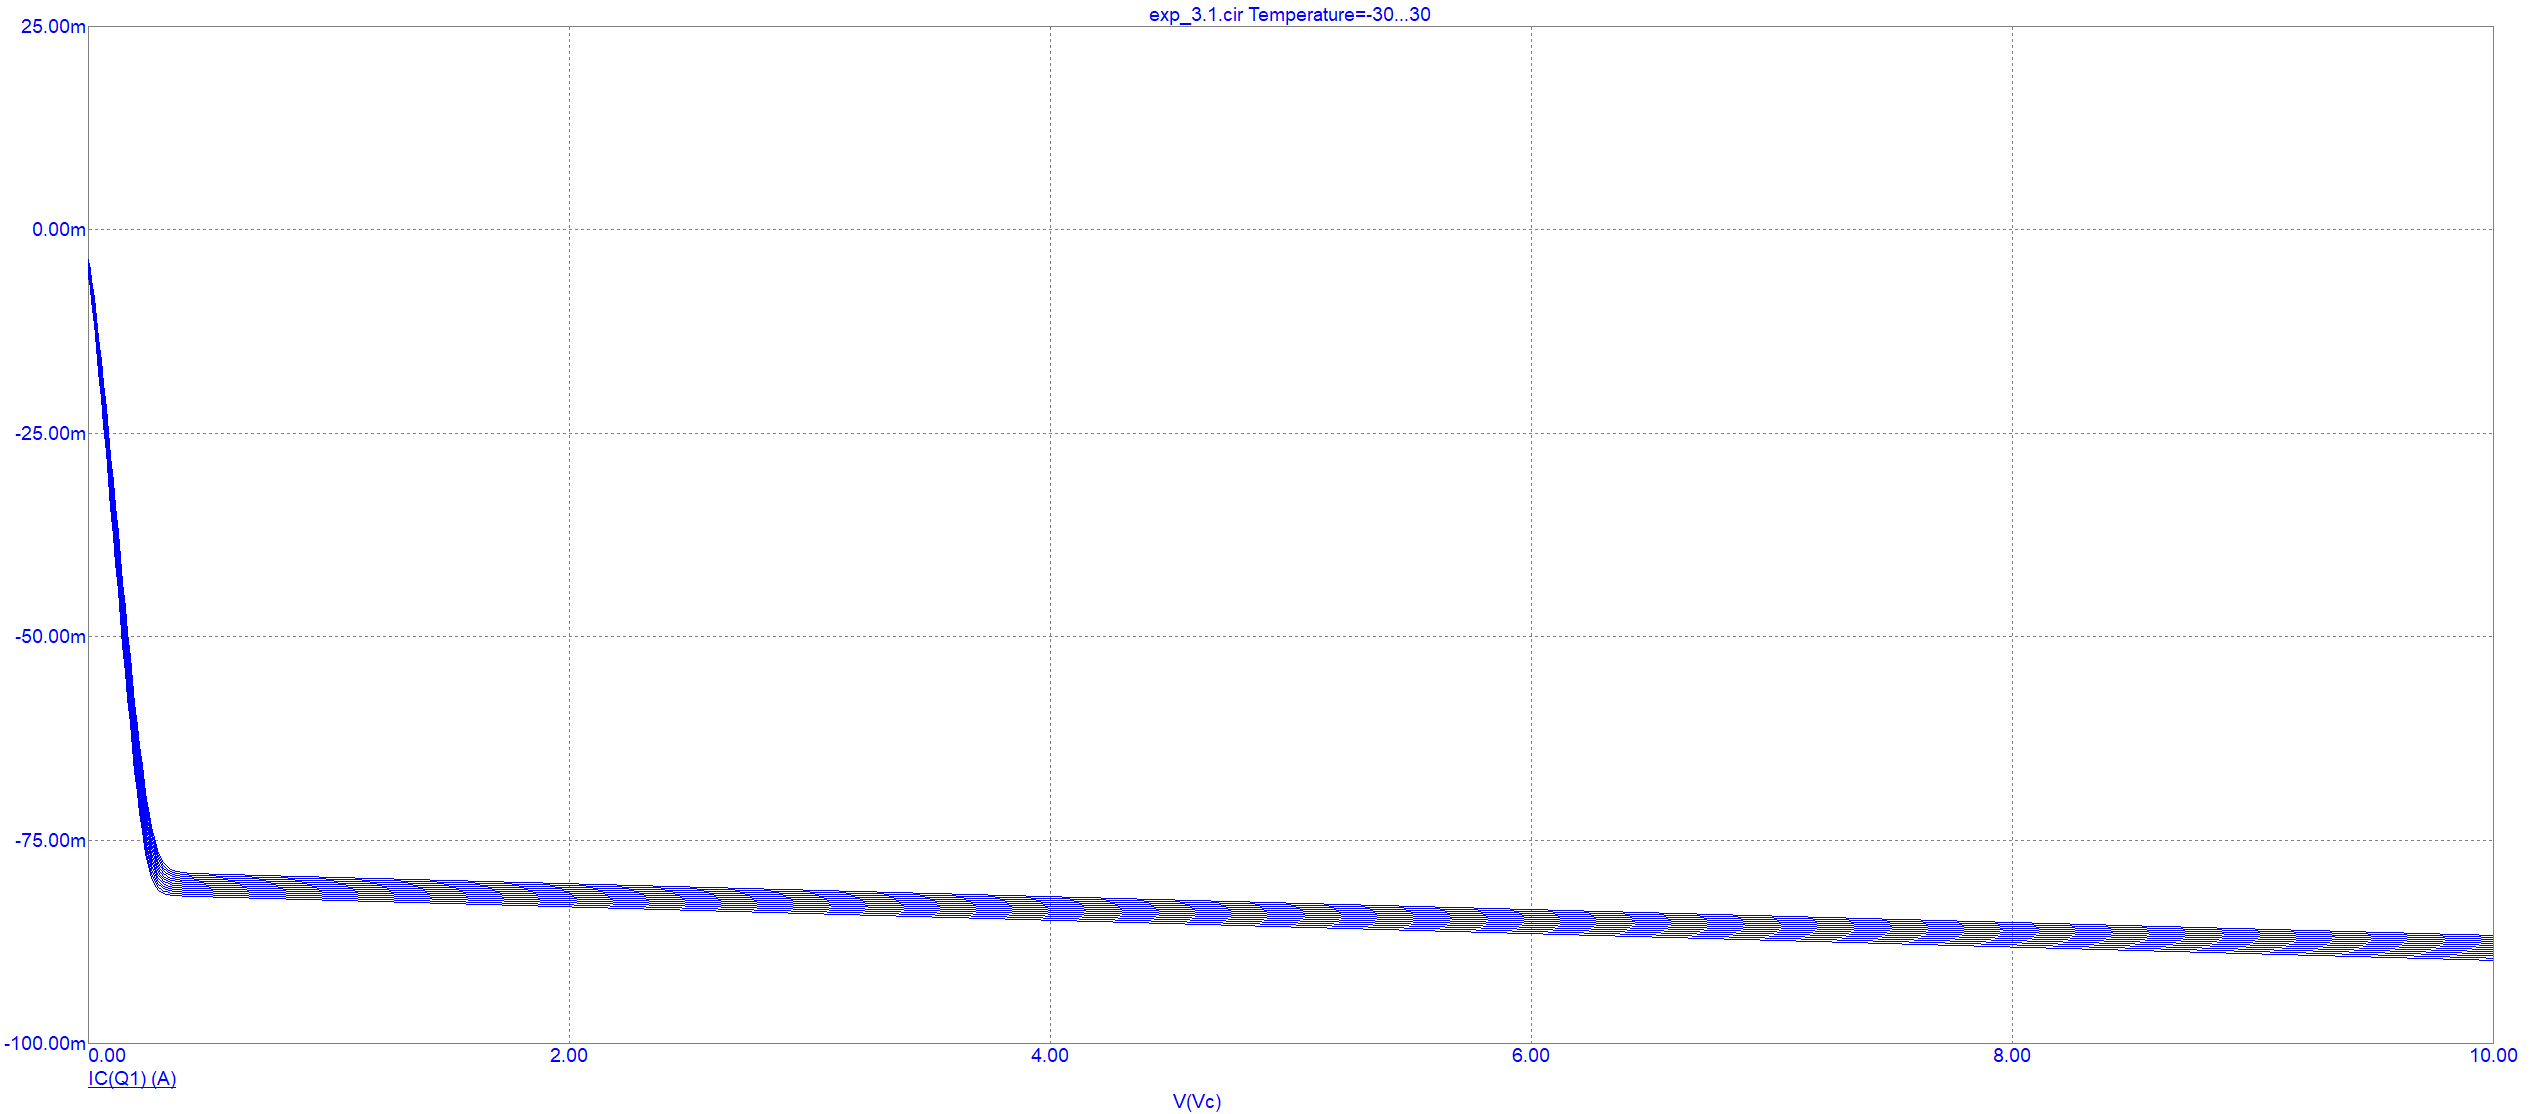 exp_3.1.cir Temperature=-30...30
25.00m
0.00m
-25.00m
-50.00m
-75.00m
-100.00m
0.00 2.00 4.00 6.00 8.00 10.00
IC(Q1) (A)
V(Vc)